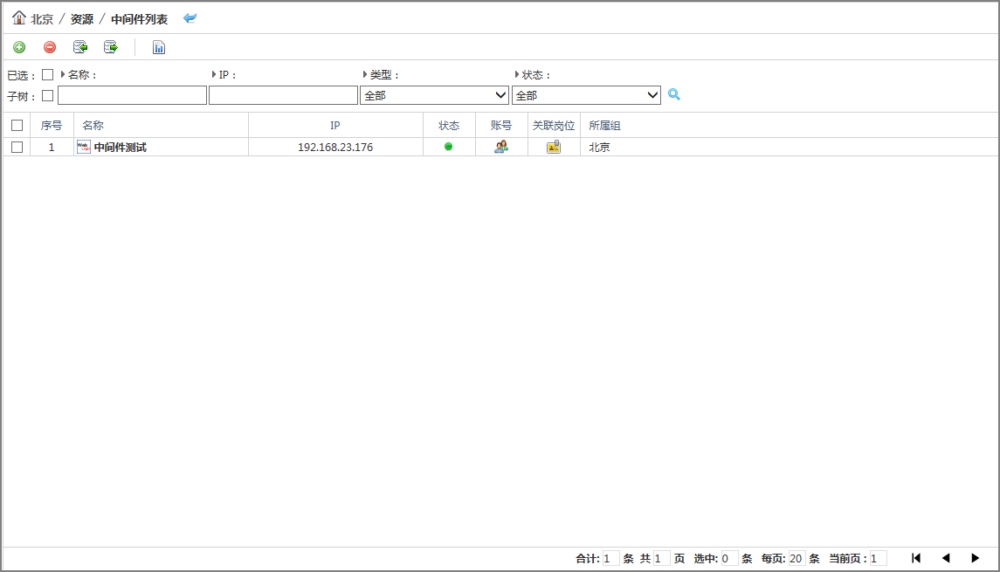 北京 / 资源 / 中间件列表
已选： 名称： IP： 类型： 状态：
子树： 全部 全部
序号 名称 IP 状态 账号 关联岗位 所属组
1 Web Logic 中间件测试 192.168.23.176 北京
合计: 1 条 共 1 页 选中: 0 条 每页: 20 条 当前页: 1